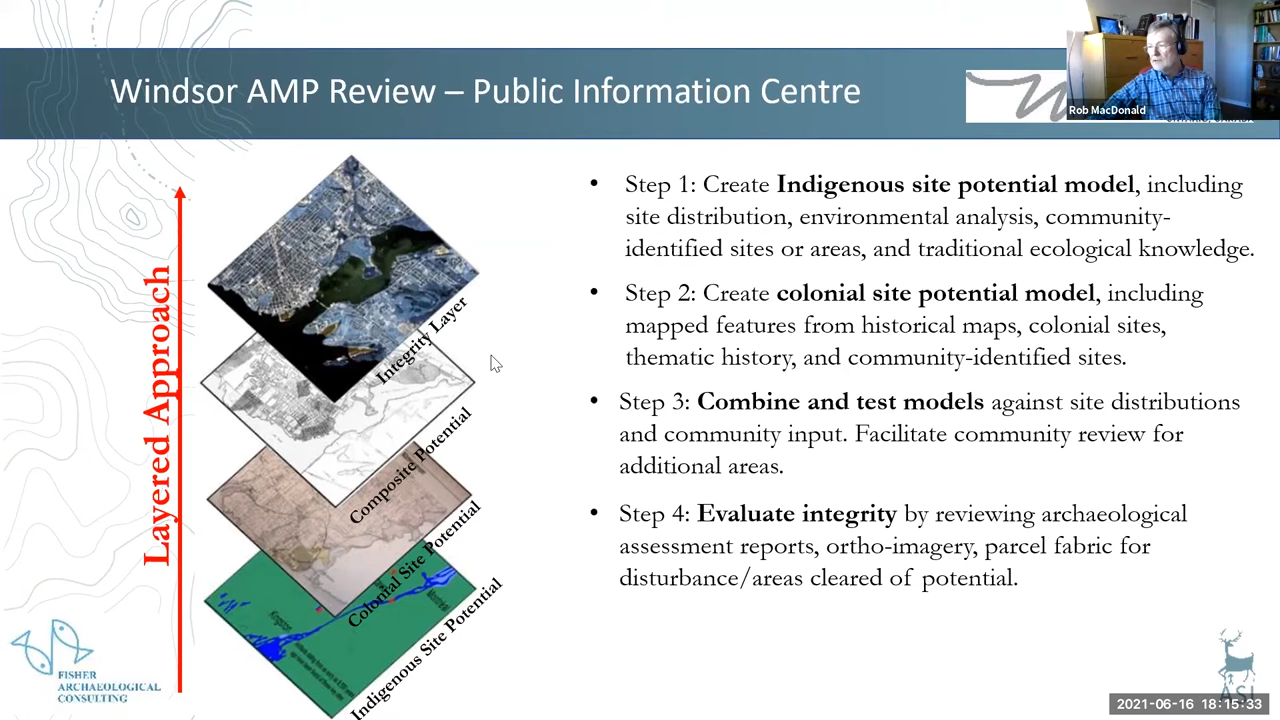 Windsor AMP Review – Public Information Centre
Rob MacDonald
Layered Approach
Integrity Layer
Composite Potential
Colonial Site Potential
Indigenous Site Potential
Kingston
Montreal
• Step 1: Create Indigenous site potential model, including
site distribution, environmental analysis, community-
identified sites or areas, and traditional ecological knowledge.
• Step 2: Create colonial site potential model, including
mapped features from historical maps, colonial sites,
thematic history, and community-identified sites.
• Step 3: Combine and test models against site distributions
and community input. Facilitate community review for
additional areas.
• Step 4: Evaluate integrity by reviewing archaeological
assessment reports, ortho-imagery, parcel fabric for
disturbance/areas cleared of potential.
FISHER
ARCHAEOLOGICAL
CONSULTING
ASI
2021-06-16 18:15:33